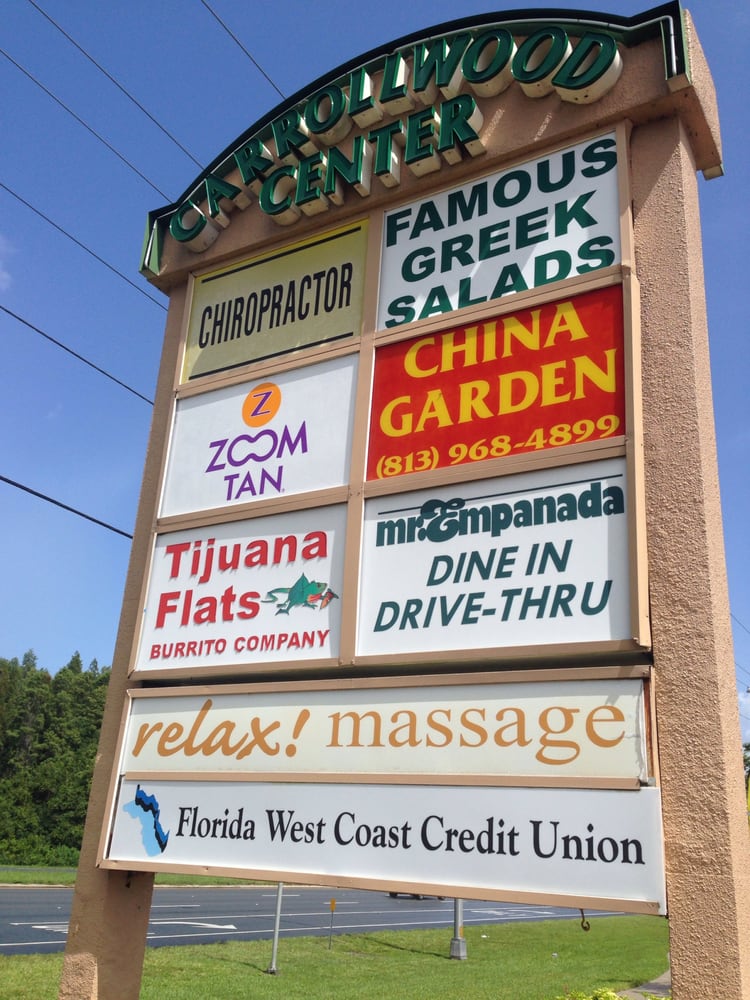 CARROLLWOOD
CENTER
CHIROPRACTOR
FAMOUS
GREEK
SALADS
Z
ZOOM
TAN
CHINA
GARDEN
(813) 968-4899
Tijuana
Flats
BURRITO COMPANY
mr. Empanada
DINE IN
DRIVE-THRU
relax! massage
Florida West Coast Credit Union